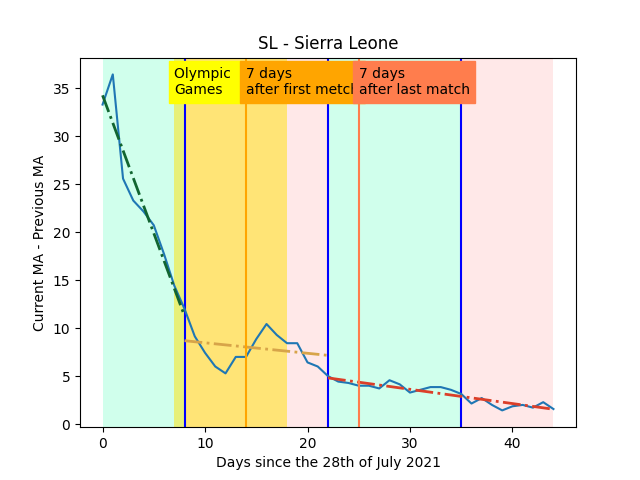 SL - Sierra Leone
Olympic
Games
7 days
after first metch
7 days
after last match
Current MA - Previous MA
35
30
25
20
15
10
5
0
0
10
20
30
40
Days since the 28th of July 2021